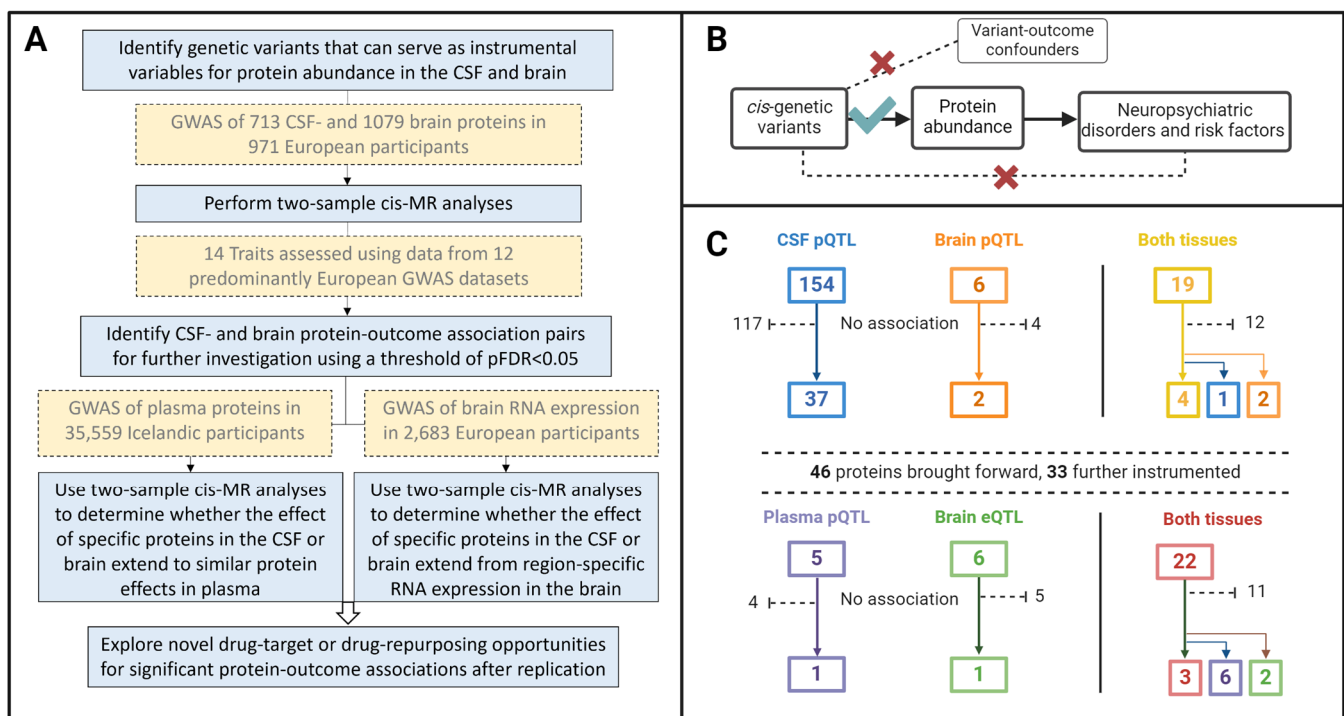 A
Identify genetic variants that can serve as instrumental
variables for protein abundance in the CSF and brain
GWAS of 713 CSF- and 1079 brain proteins in
971 European participants
Perform two-sample cis-MR analyses
14 Traits assessed using data from 12
predominantly European GWAS datasets
Identify CSF- and brain protein-outcome association pairs
for further investigation using a threshold of pFDR<0.05
GWAS of plasma proteins in
35,559 Icelandic participants
GWAS of brain RNA expression
in 2,683 European participants
Use two-sample cis-MR analyses
to determine whether the effect
of specific proteins in the CSF or
brain extend to similar protein
effects in plasma
Use two-sample cis-MR analyses
to determine whether the effect
of specific proteins in the CSF or
brain extend from region-specific
RNA expression in the brain
Explore novel drug-target or drug-repurposing opportunities
for significant protein-outcome associations after replication
B
Variant-outcome
confounders
cis-genetic
variants
Protein
abundance
Neuropsychiatric
disorders and risk factors
C
CSF pQTL
Brain pQTL
Both tissues
154
6
19
117
No association
4
12
37
2
4
1
2
46 proteins brought forward, 33 further instrumented
Plasma pQTL
Brain eQTL
Both tissues
5
6
22
4
No association
5
11
1
1
3
6
2